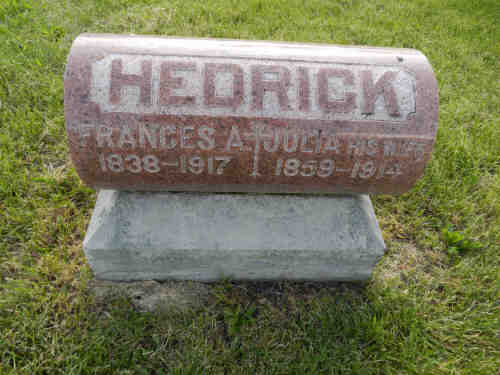 HEDRICK
FRANCES A. JULIA HIS WIFE
1838-1917 1859-1914